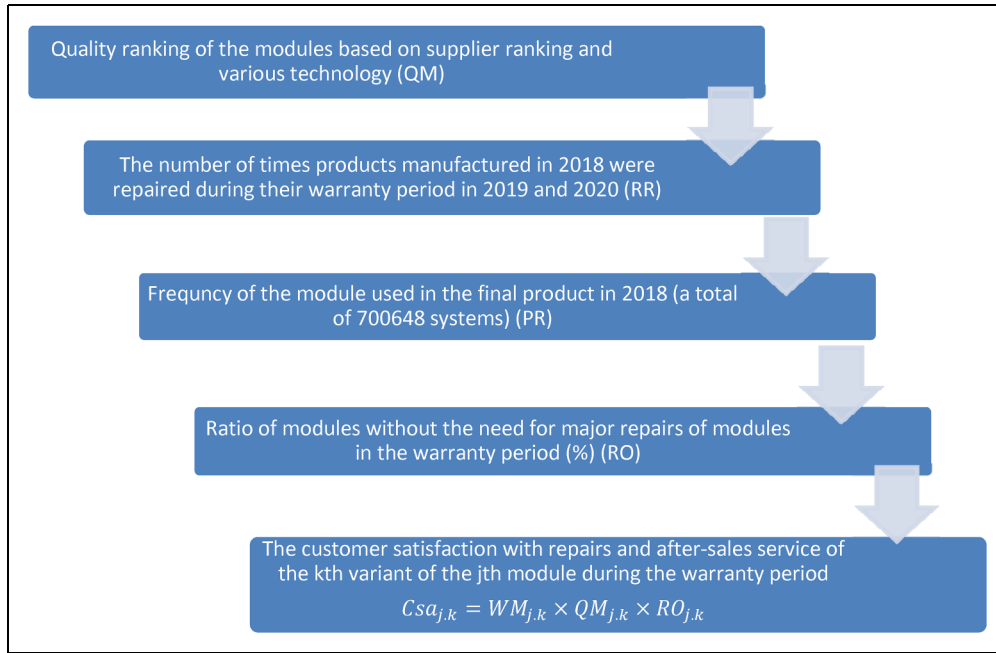 Quality ranking of the modules based on supplier ranking and
various technology (QM)
The number of times products manufactured in 2018 were
repaired during their warranty period in 2019 and 2020 (RR)
Frequncy of the module used in the final product in 2018 (a total
of 700648 systems) (PR)
Ratio of modules without the need for major repairs of modules
in the warranty period (%) (RO)
The customer satisfaction with repairs and after-sales service of
the kth variant of the jth module during the warranty period
$Csa_{j.k} = WM_{j.k} \times QM_{j.k} \times RO_{j.k}$